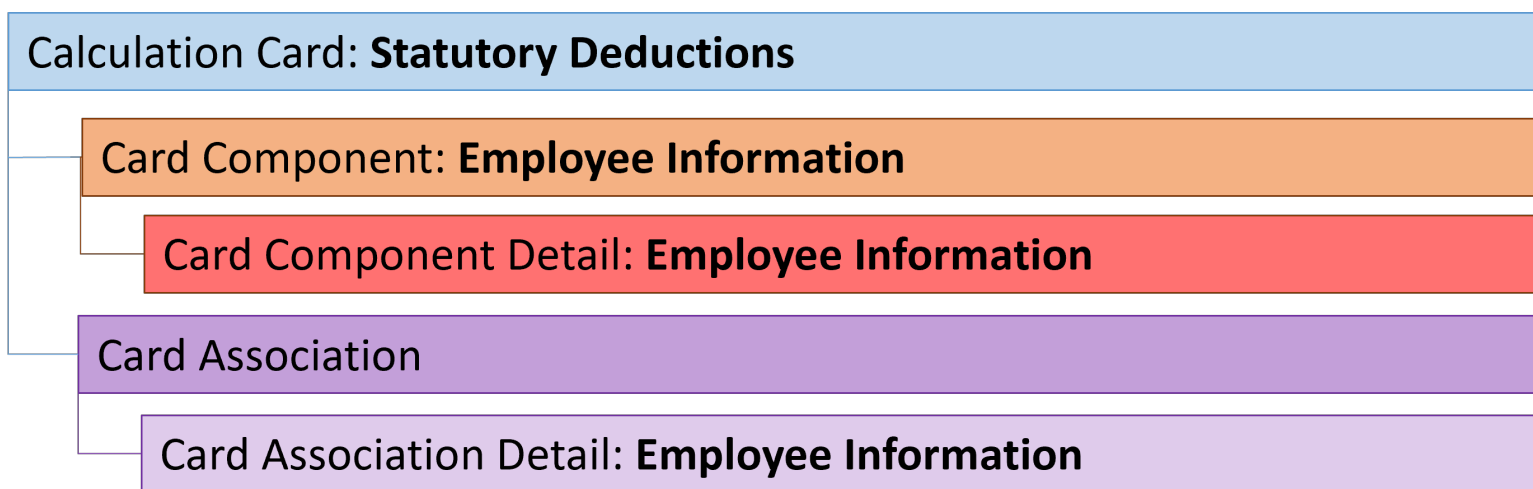 Calculation Card: Statutory Deductions
Card Component: Employee Information
Card Component Detail: Employee Information
Card Association
Card Association Detail: Employee Information